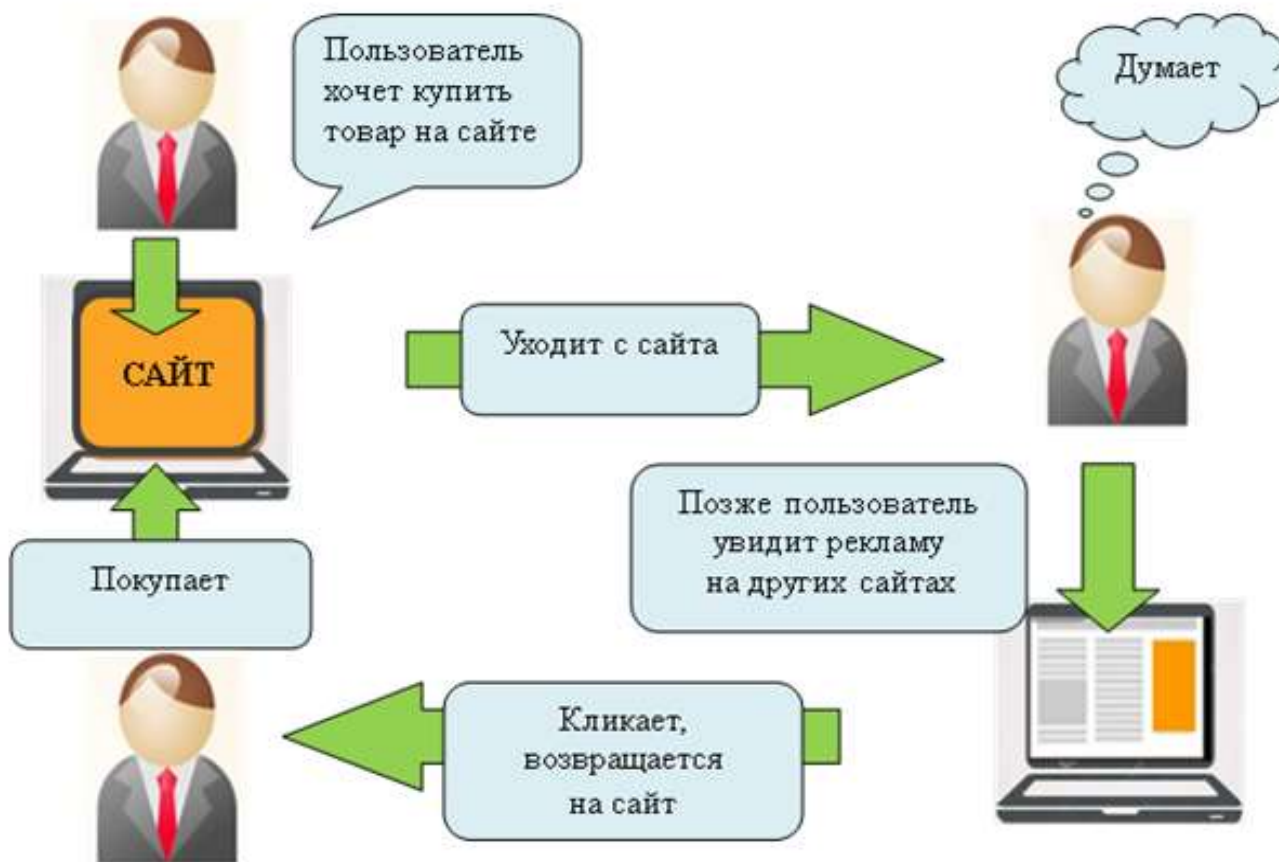 Пользователь
хочет купить
товар на сайте
Думает
САЙТ
Уходит с сайта
Позже пользователь
увидит рекламу
на других сайтах
Покупает
Кликает,
возвращается
на сайт